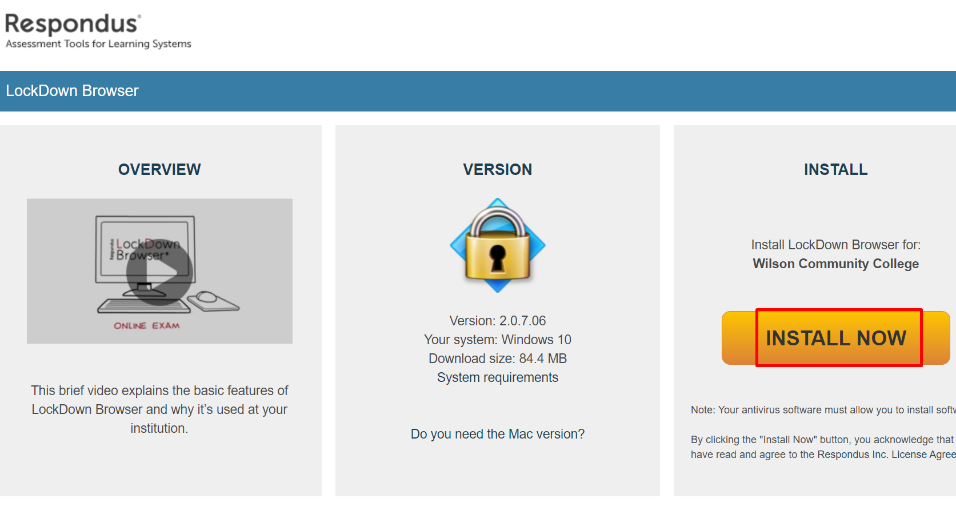 Respondus®
Assessment Tools for Learning Systems
LockDown Browser
OVERVIEW
Respondus
LockDown
Browser
ONLINE EXAM
This brief video explains the basic features of
LockDown Browser and why it's used at your
institution.
VERSION
Version: 2.0.7.06
Your system: Windows 10
Download size: 84.4 MB
System requirements
Do you need the Mac version?
INSTALL
Install LockDown Browser for:
Wilson Community College
INSTALL NOW
Note: Your antivirus software must allow you to install softw
By clicking the "Install Now" button, you acknowledge that
have read and agree to the Respondus Inc. License Agree